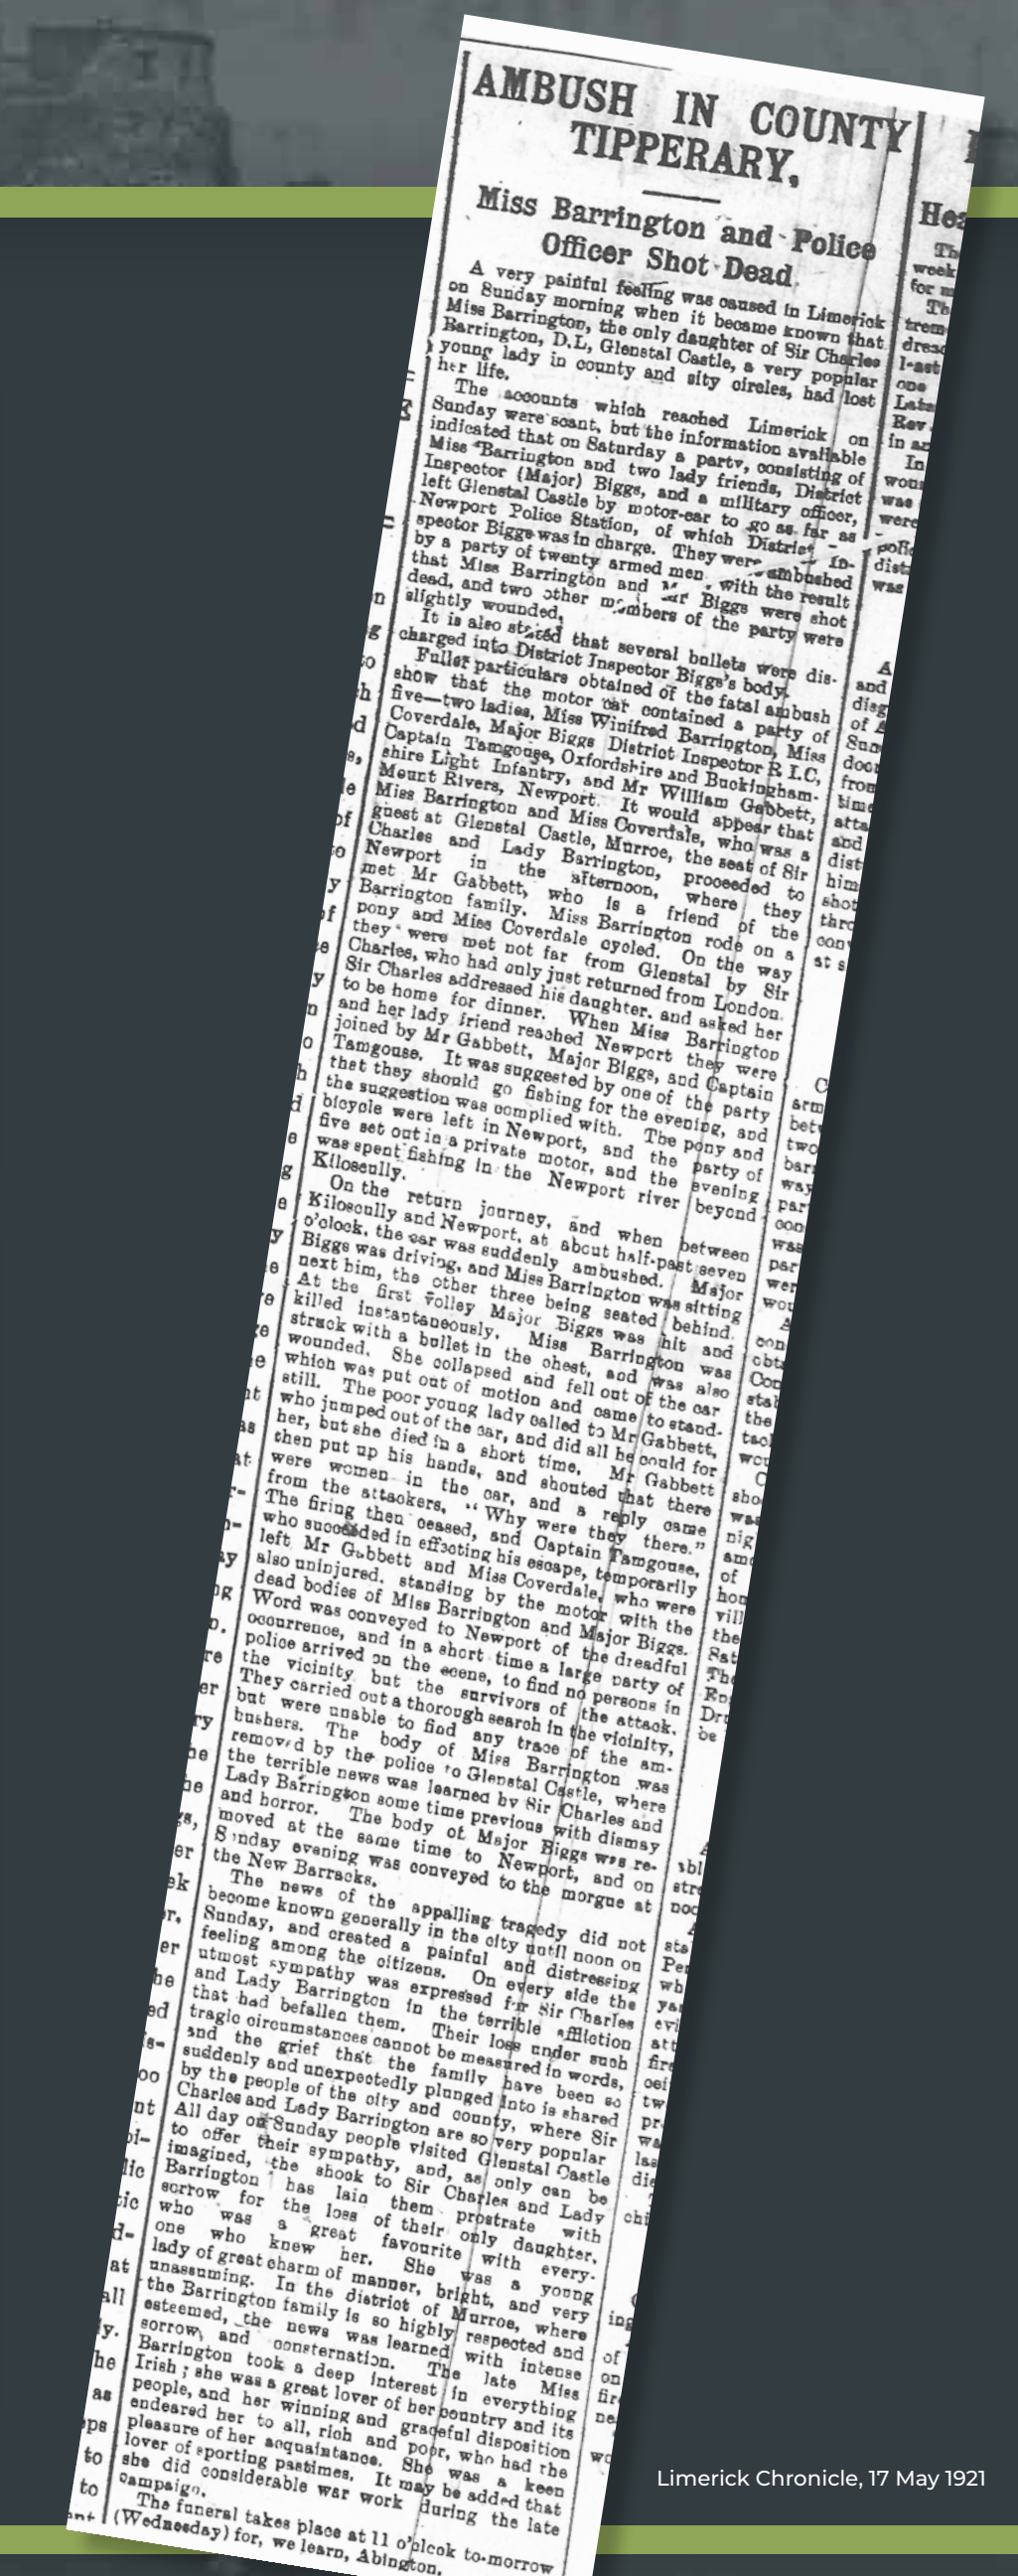 AMBUSH IN COUNTY
TIPPERARY.
Miss Barrington and Police
Officer Shot Dead.
A very painful feeling was caused in Limerick
on Sunday morning when it became known that
Miss Barrington, the only daughter of Sir Charles
Barrington, D.L, Glenstal Castle, a very popular
young lady in county and city circles, had lost
her life.
The accounts which reached Limerick on
Sunday were scant, but the information available
indicated that on Saturday a party, consisting of
Miss Barrington and two lady friends, District
Inspector (Major) Biggs, and a military officer,
left Glenstal Castle by motor-car to go as far as
Newport Police Station, of which District In-
spector Biggs was in charge. They were ambushed
by a party of twenty armed men, with the result
that Miss Barrington and Mr Biggs were shot
dead, and two other members of the party were
slightly wounded.
It is also stated that several bullets were dis-
charged into District Inspector Biggs's body.
Fuller particulars obtained of the fatal ambush
show that the motor car contained a party of
five—two ladies, Miss Winifred Barrington, Miss
Coverdale, Major Biggs District Inspector R I.C,
Captain Tamgouse, Oxfordshire and Buckingham-
shire Light Infantry, and Mr William Gabbett,
Mount Rivers, Newport. It would appear that
Miss Barrington and Miss Coverdale, who was a
guest at Glenstal Castle, Murroe, the seat of Sir
Charles and Lady Barrington, proceeded to
Newport in the afternoon, where they
met Mr Gabbett, who is a friend of the
Barrington family. Miss Barrington rode on a
pony and Miss Coverdale cycled. On the way
they were met not far from Glenstal by Sir
Charles, who had only just returned from London.
Sir Charles addressed his daughter, and asked her
to be home for dinner. When Miss Barrington
and her lady friend reached Newport they were
joined by Mr Gabbett, Major Biggs, and Captain
Tamgouse. It was suggested by one of the party
that they should go fishing for the evening, and
the suggestion was complied with. The pony and
bicycle were left in Newport, and the party of
five set out in a private motor, and the evening
was spent fishing in the Newport river beyond
Kiloscully.
On the return journey, and when between
Kiloscully and Newport, at about half-past seven
o'clock, the car was suddenly ambushed. Major
Biggs was driving, and Miss Barrington was sitting
next him, the other three being seated behind.
At the first volley Major Biggs was hit and
killed instantaneously. Miss Barrington was
struck with a bullet in the chest, and was also
wounded. She collapsed and fell out of the car
which was put out of motion and came to stand-
still. The poor young lady called to Mr Gabbett,
who jumped out of the car, and did all he could for
her, but she died in a short time. Mr Gabbett
then put up his hands, and shouted that there
were women in the car, and a reply came
from the attackers, "Why were they there."
The firing then ceased, and Captain Tamgouse,
who succeeded in effecting his escape, temporarily
left Mr Gabbett and Miss Coverdale, who were
also uninjured, standing by the motor with the
dead bodies of Miss Barrington and Major Biggs.
Word was conveyed to Newport of the dreadful
occurrence, and in a short time a large party of
police arrived on the scene, to find no persons in
the vicinity but the survivors of the attack.
They carried out a thorough search in the vicinity,
but were unable to find any trace of the am-
bushers. The body of Miss Barrington was
removed by the police to Glenstal Castle, where
the terrible news was learned by Sir Charles and
Lady Barrington some time previous with dismay
and horror. The body of Major Biggs was re-
moved at the same time to Newport, and on
Sunday evening was conveyed to the morgue at
the New Barracks.
The news of the appalling tragedy did not
become known generally in the city until noon on
Sunday, and created a painful and distressing
feeling among the citizens. On every side the
utmost sympathy was expressed for Sir Charles
and Lady Barrington in the terrible affliction
that had befallen them. Their loss under such
tragic circumstances cannot be measured in words,
and the grief that the family have been so
suddenly and unexpectedly plunged into is shared
by the people of the city and county, where Sir
Charles and Lady Barrington are so very popular
All day on Sunday people visited Glenstal Castle
to offer their sympathy, and, as only can be
imagined, the shock to Sir Charles and Lady
Barrington has lain them prostrate with
sorrow for the loss of their only daughter,
who was a great favourite with every-
one who knew her. She was a young
lady of great charm of manner, bright, and very
unassuming. In the district of Murroe, where
the Barrington family is so highly respected and
esteemed, the news was learned with intense
sorrow, and consternation. The late Miss
Barrington took a deep interest in everything
Irish; she was a great lover of her country and its
people, and her winning and graceful disposition
endeared her to all, rich and poor, who had the
pleasure of her acquaintance. She was a keen
lover of sporting pastimes. It may be added that
she did considerable war work during the late
campaign.
The funeral takes place at 11 o'clcok to-morrow
(Wednesday) for, we learn, Abington.
Limerick Chronicle, 17 May 1921